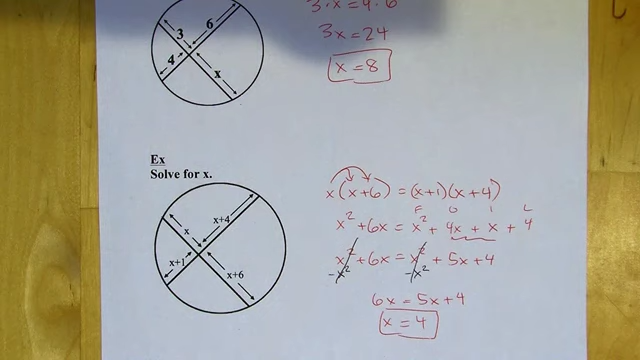 3·x = 4·6
6
3
3x = 24
4
x
x = 8
Ex
Solve for x.
x(x+6) = (x+1)(x+4)
F O I L
x+4
x² + 6x = x² + 4x + x + 4
x
x+1
x² + 6x = x² + 5x + 4
x+6
-x² -x²
6x = 5x + 4
x = 4